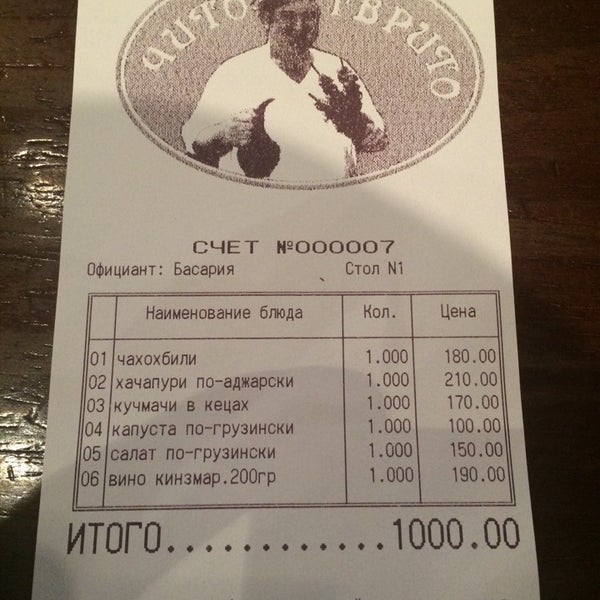 ЧИТО ГВРИТО
СЧЕТ №000007
Официант: Басария Стол N1
Наименование блюда Кол. Цена
01 чахохбили 1.000 180.00
02 хачапури по-аджарски 1.000 210.00
03 кучмачи в кецах 1.000 170.00
04 капуста по-грузински 1.000 100.00
05 салат по-грузински 1.000 150.00
06 вино кинзмар.200гр 1.000 190.00
ИТОГО.............1000.00